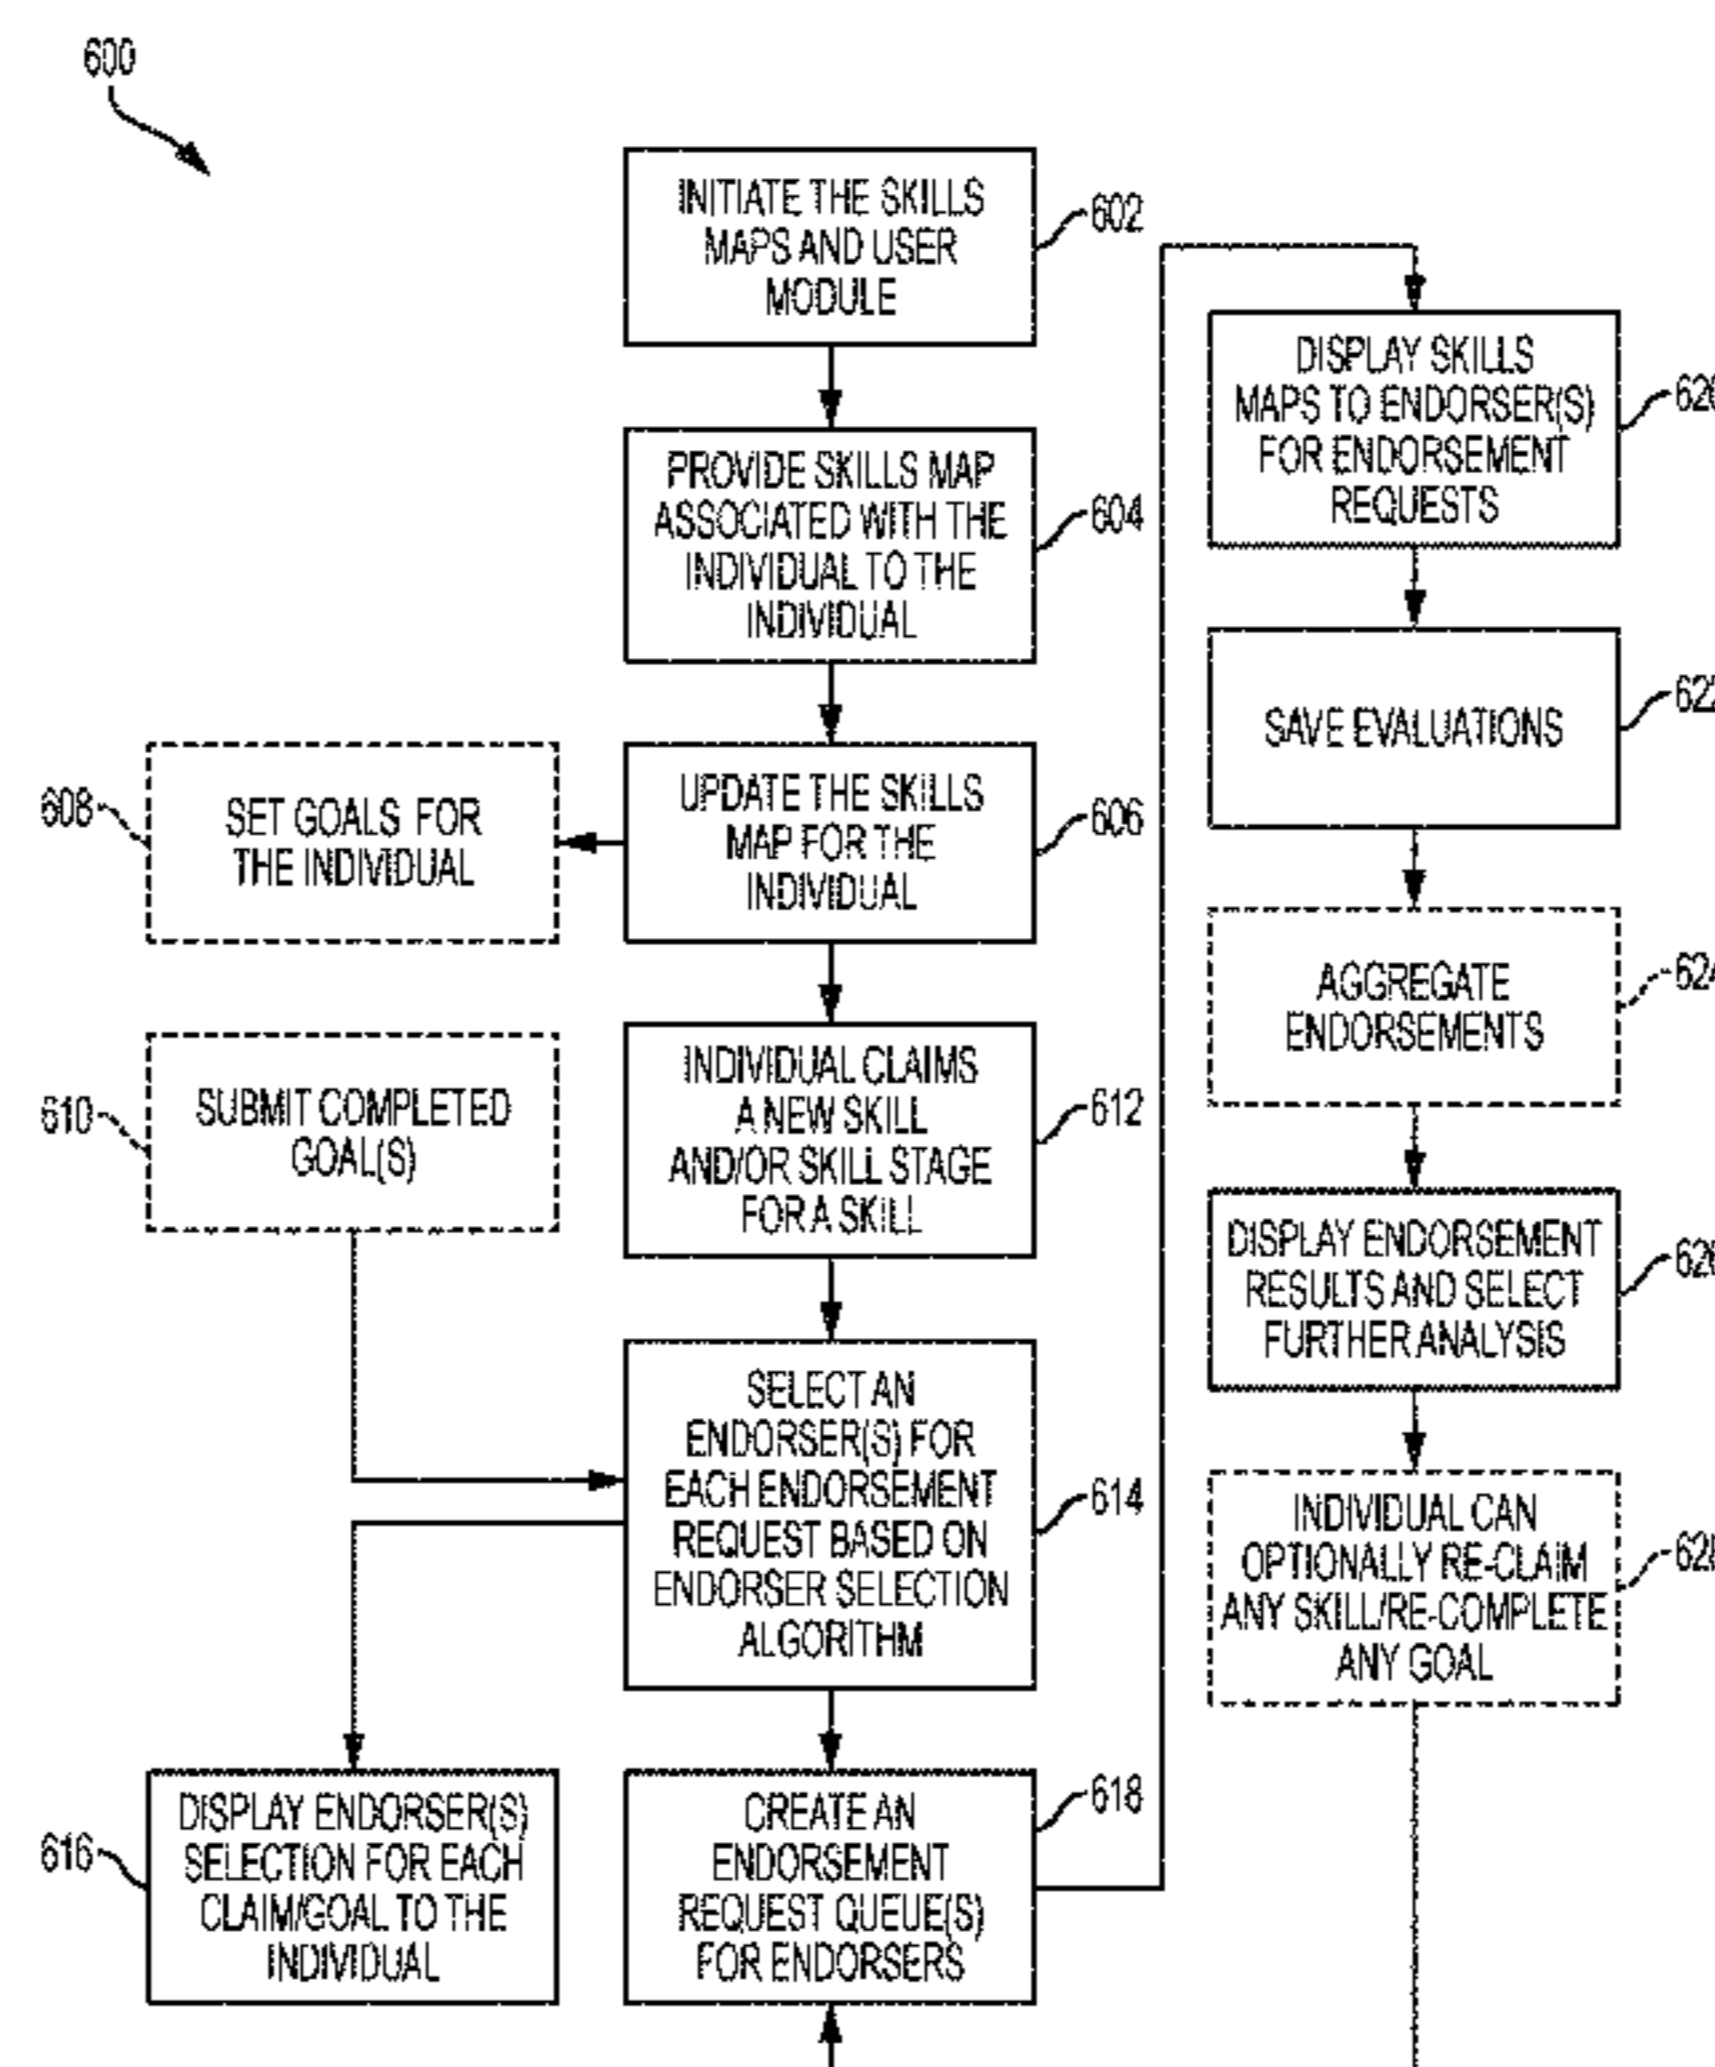 600
INITIATE THE SKILLS
MAPS AND USER
MODULE
602
PROVIDE SKILLS MAP
ASSOCIATED WITH THE
INDIVIDUAL TO THE
INDIVIDUAL
604
UPDATE THE SKILLS
MAP FOR THE
INDIVIDUAL
606
608
SET GOALS FOR
THE INDIVIDUAL
610
SUBMIT COMPLETED
GOAL(S)
INDIVIDUAL CLAIMS
A NEW SKILL
AND/OR SKILL STAGE
FOR A SKILL
612
SELECT AN
ENDORSER(S) FOR
EACH ENDORSEMENT
REQUEST BASED ON
ENDORSER SELECTION
ALGORITHM
614
616
DISPLAY ENDORSER(S)
SELECTION FOR EACH
CLAIM/GOAL TO THE
INDIVIDUAL
CREATE AN
ENDORSEMENT
REQUEST QUEUE(S)
FOR ENDORSERS
618
DISPLAY SKILLS
MAPS TO ENDORSER(S)
FOR ENDORSEMENT
REQUESTS
SAVE EVALUATIONS
622
AGGREGATE
ENDORSEMENTS
DISPLAY ENDORSEMENT
RESULTS AND SELECT
FURTHER ANALYSIS
INDIVIDUAL CAN
OPTIONALLY RE-CLAIM
ANY SKILL/RE-COMPLETE
ANY GOAL